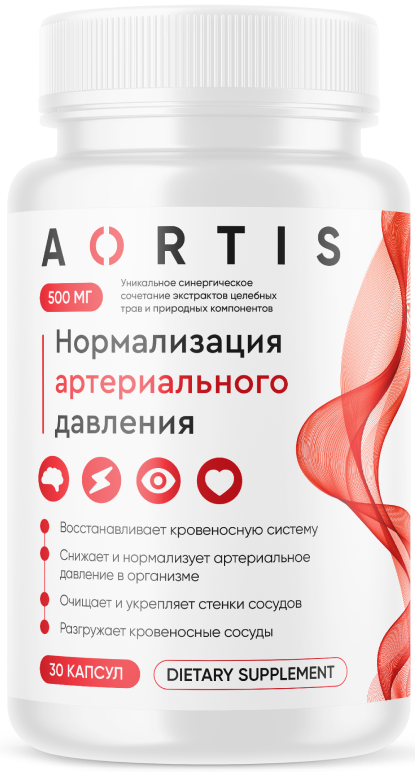 AORTIS
500 МГ
Уникальное синергическое
сочетание экстрактов целебных
трав и природных компонентов
Нормализация
артериального
давления
Восстанавливает кровеносную систему
Снижает и нормализует артериальное
давление в организме
Очищает и укрепляет стенки сосудов
Разгружает кровеносные сосуды
30 КАПСУЛ
DIETARY SUPPLEMENT